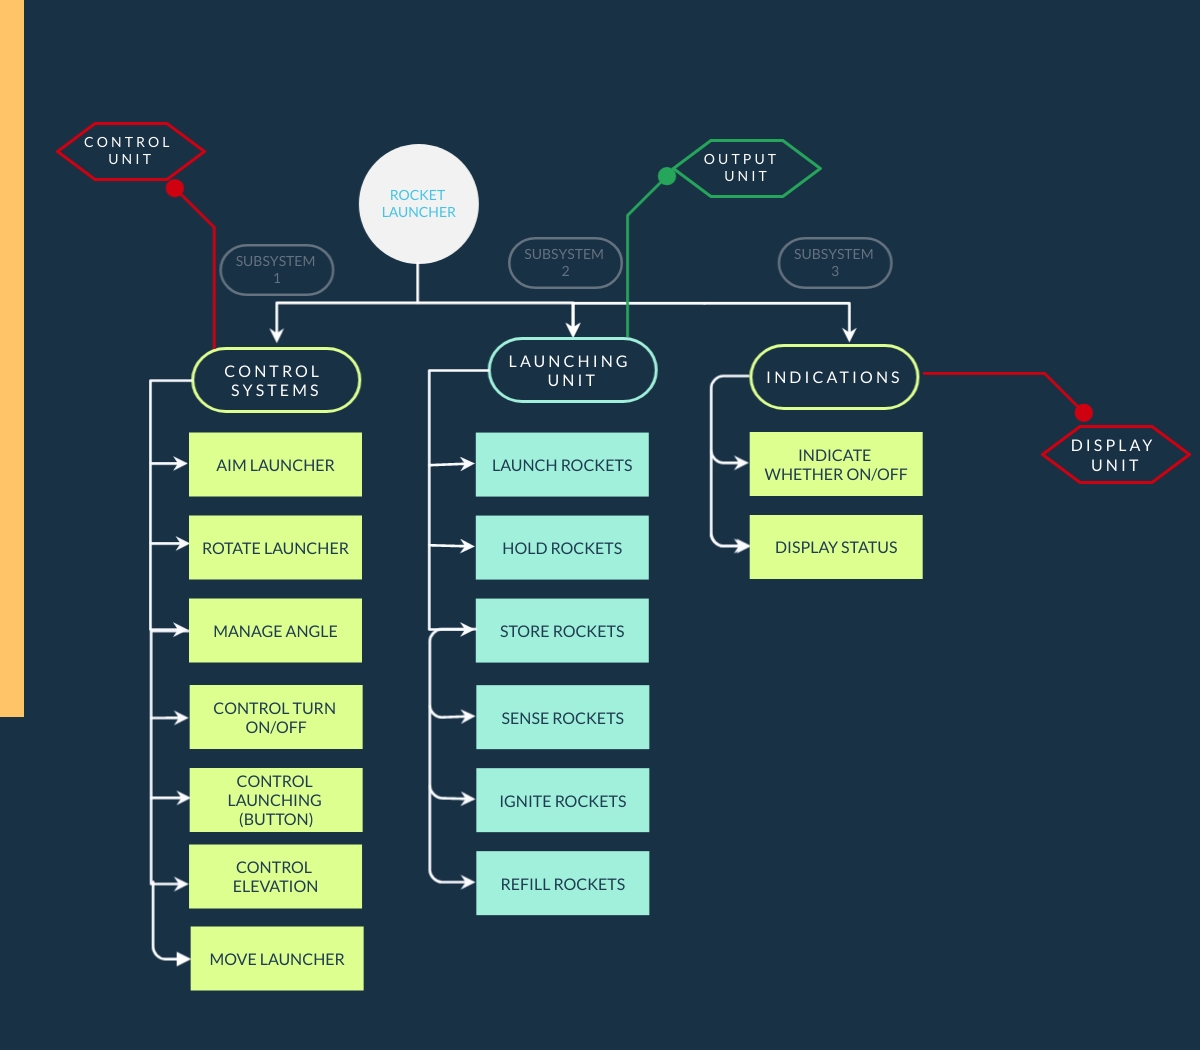 CONTROL
UNIT
ROCKET
LAUNCHER
OUTPUT
UNIT
SUBSYSTEM
1
SUBSYSTEM
2
SUBSYSTEM
3
CONTROL
SYSTEMS
LAUNCHING
UNIT
INDICATIONS
DISPLAY
UNIT
AIM LAUNCHER
ROTATE LAUNCHER
MANAGE ANGLE
CONTROL TURN
ON/OFF
CONTROL
LAUNCHING
(BUTTON)
CONTROL
ELEVATION
MOVE LAUNCHER
LAUNCH ROCKETS
HOLD ROCKETS
STORE ROCKETS
SENSE ROCKETS
IGNITE ROCKETS
REFILL ROCKETS
INDICATE
WHETHER ON/OFF
DISPLAY STATUS